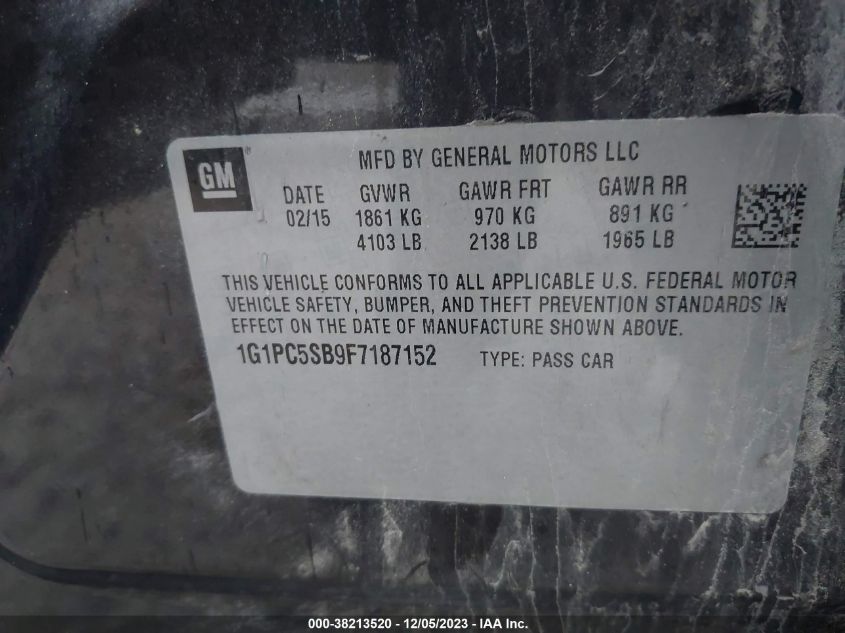 GM®
MFD BY GENERAL MOTORS LLC
DATE GVWR GAWR FRT GAWR RR
02/15 1861 KG 970 KG 891 KG
4103 LB 2138 LB 1965 LB
THIS VEHICLE CONFORMS TO ALL APPLICABLE U.S. FEDERAL MOTOR
VEHICLE SAFETY, BUMPER, AND THEFT PREVENTION STANDARDS IN
EFFECT ON THE DATE OF MANUFACTURE SHOWN ABOVE.
1G1PC5SB9F7187152 TYPE: PASS CAR
000-38213520 - 12/05/2023 - IAA Inc.